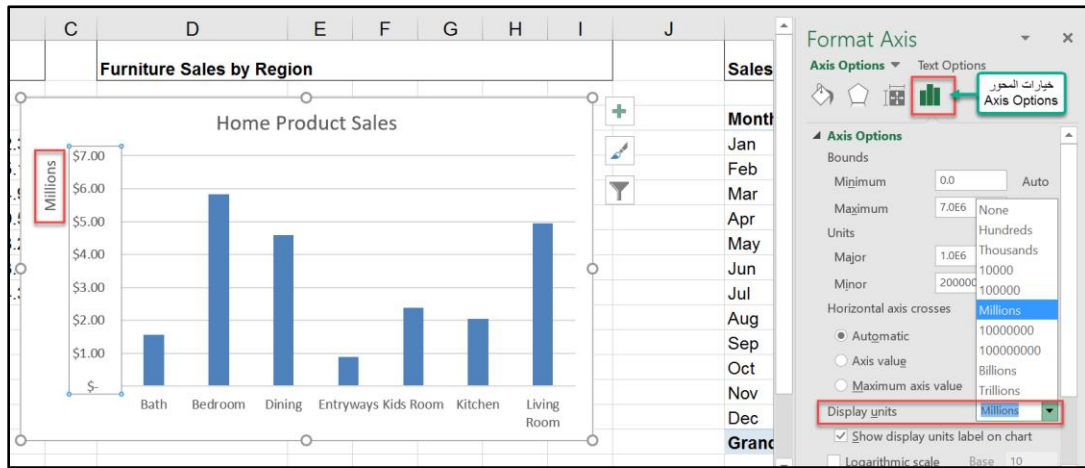 C D E F G H I J
Furniture Sales by Region
Sales
Home Product Sales
Millions
$7.00
$6.00
$5.00
$4.00
$3.00
$2.00
$1.00
$-
Bath Bedroom Dining Entryways Kids Room Kitchen Living Room
Month
Jan
Feb
Mar
Apr
May
Jun
Jul
Aug
Sep
Oct
Nov
Dec
Format Axis
Axis Options Text Options
خيارات المحور
Axis Options
Axis Options
Bounds
Minimum 0.0 Auto
Maximum 7.0E6
Units
Major 1.0E6
Minor
Horizontal axis crosses
Automatic
Axis value
Maximum axis value
None
Hundreds
Thousands
10000
100000
Millions
10000000
100000000
Billions
Trillions
Display units Millions
Show display units label on chart
Logarithmic scale Base 10